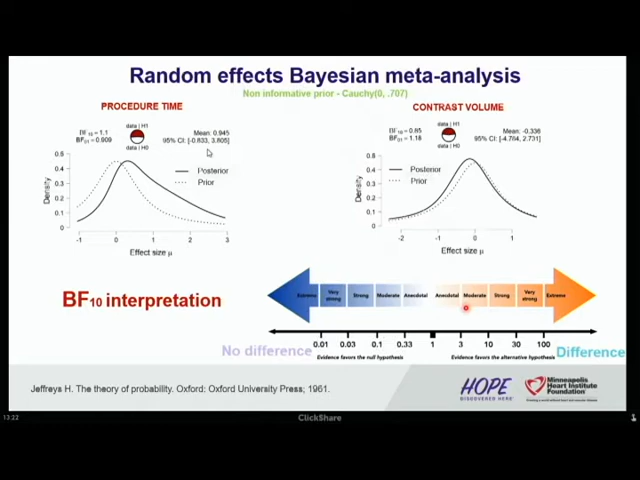 Random effects Bayesian meta-analysis
Non informative prior - Cauchy(0, .707)
PROCEDURE TIME
CONTRAST VOLUME
data | H1
BF10 = 1.1
BF01 = 0.909
data | H0
Mean: 0.945
95% CI: [-0.833, 3.805]
Posterior
Prior
Density
0.5
0.4
0.3
0.2
0.1
0
-1
0
1
2
3
Effect size μ
data | H1
BF10 = 0.85
BF01 = 1.18
data | H0
Mean: -0.336
95% CI: [-4.784, 2.731]
Posterior
Prior
Density
0.5
0.4
0.3
0.2
0.1
0
-2
-1
0
1
Effect size μ
BF10 interpretation
Extreme
Very strong
Strong
Moderate
Anecdotal
Anecdotal
Moderate
Strong
Very strong
Extreme
0.01 0.03 0.1 0.33 1 3 10 30 100
No difference
Evidence favors the null hypothesis
Evidence favors the alternative hypothesis
Difference
Jeffreys H. The theory of probability. Oxford: Oxford University Press; 1961.
HOPE
DISCOVERED HERE
Minneapolis
Heart Institute
Foundation
13:22
ClickShare